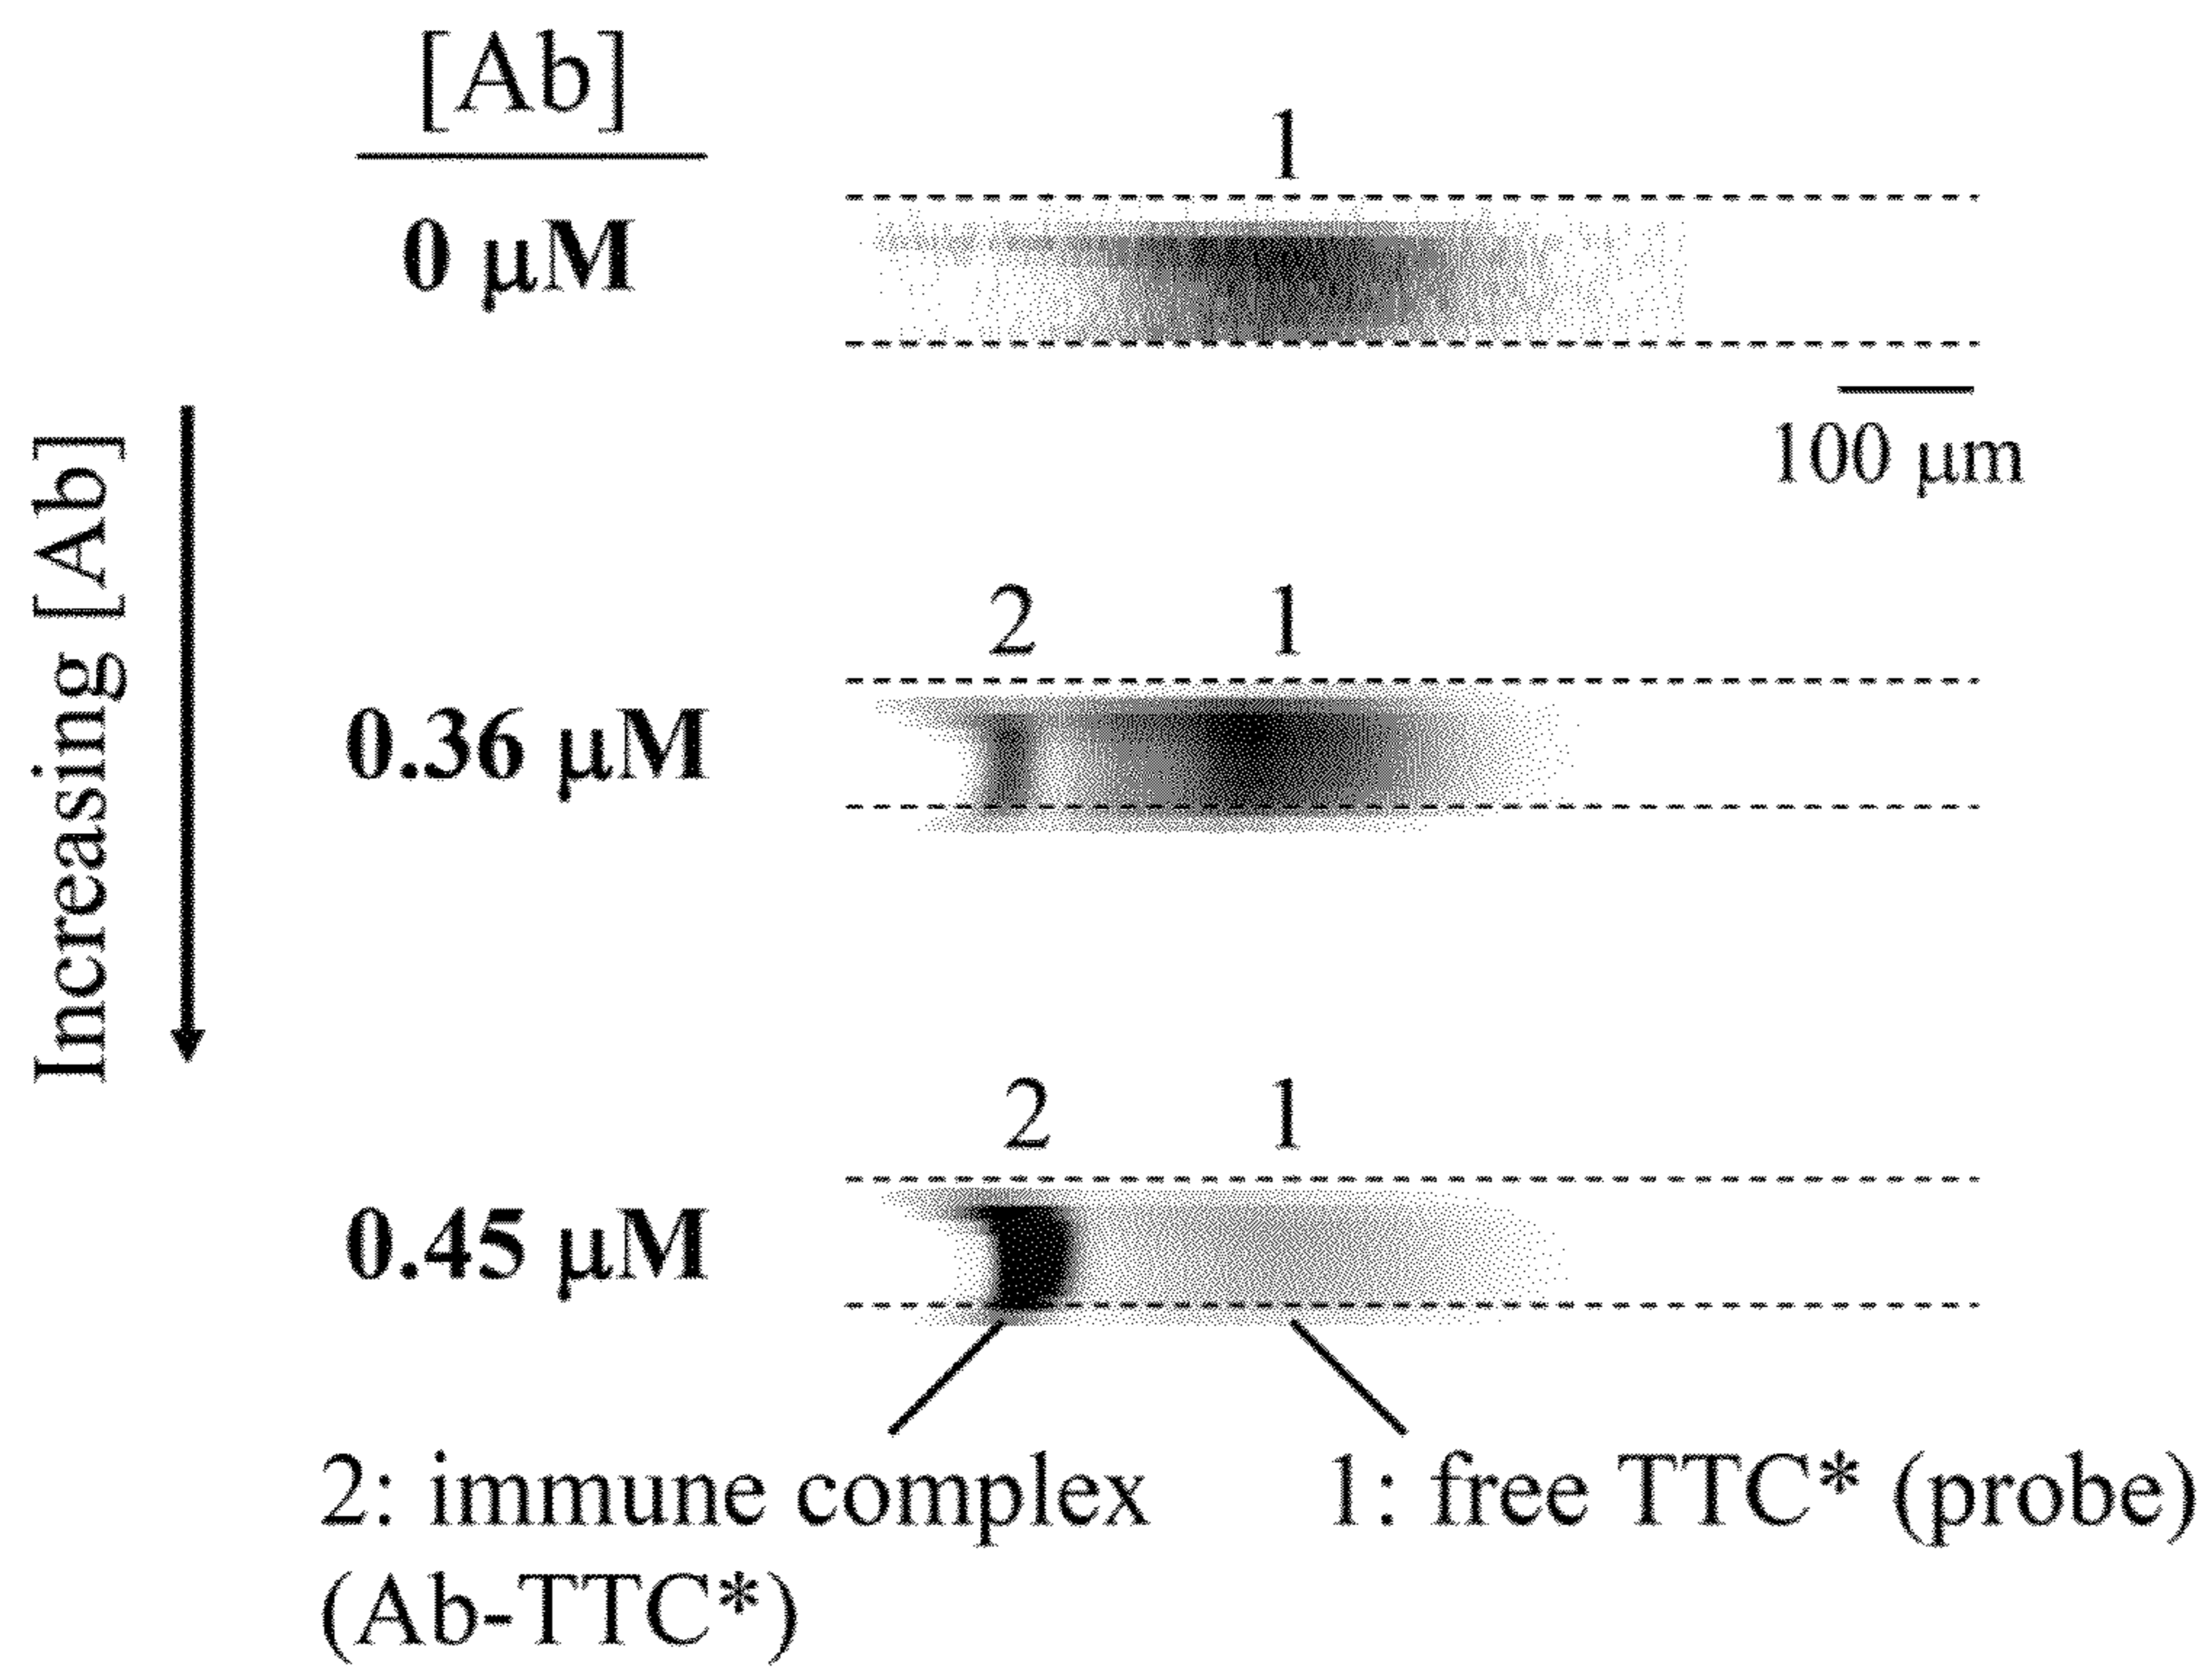 [Ab]
1
0 μM
100 μm
Increasing [Ab]
2 1
0.36 μM
2 1
0.45 μM
2: immune complex
(Ab-TTC*)
1: free TTC* (probe)